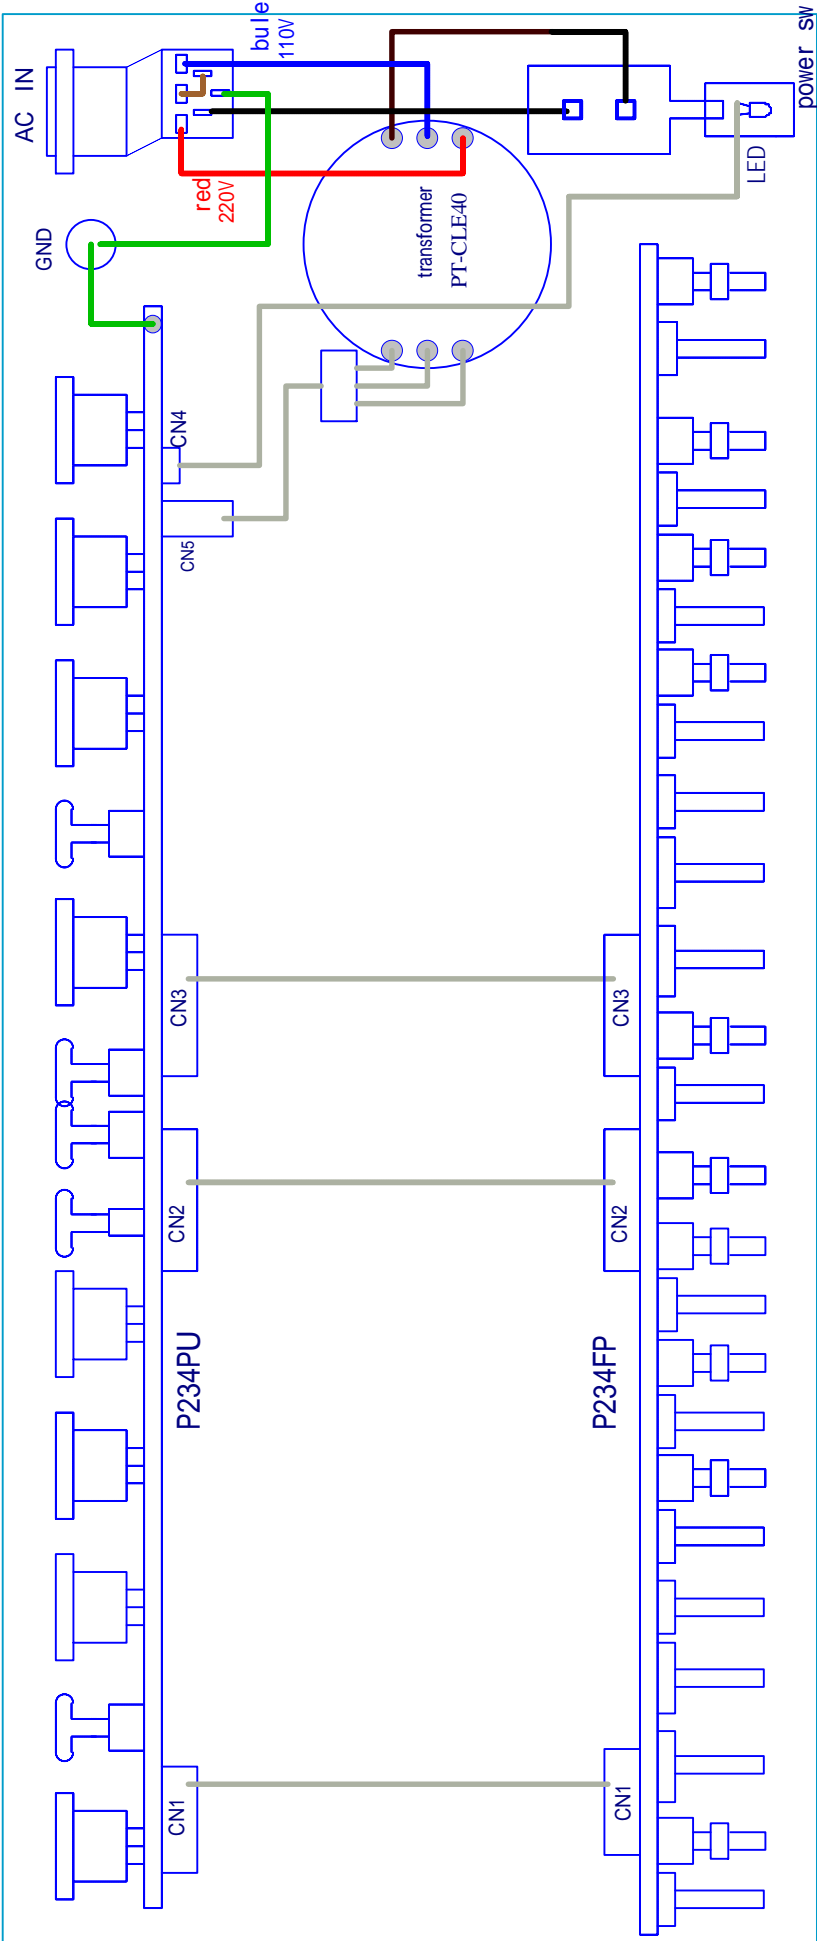 AC IN
bule
110V
power sw
red
220V
LED
GND
transformer
PT-CLE40
CN4
CN5
CN3
CN3
CN2
CN2
P234PU
P234FP
CN1
CN1